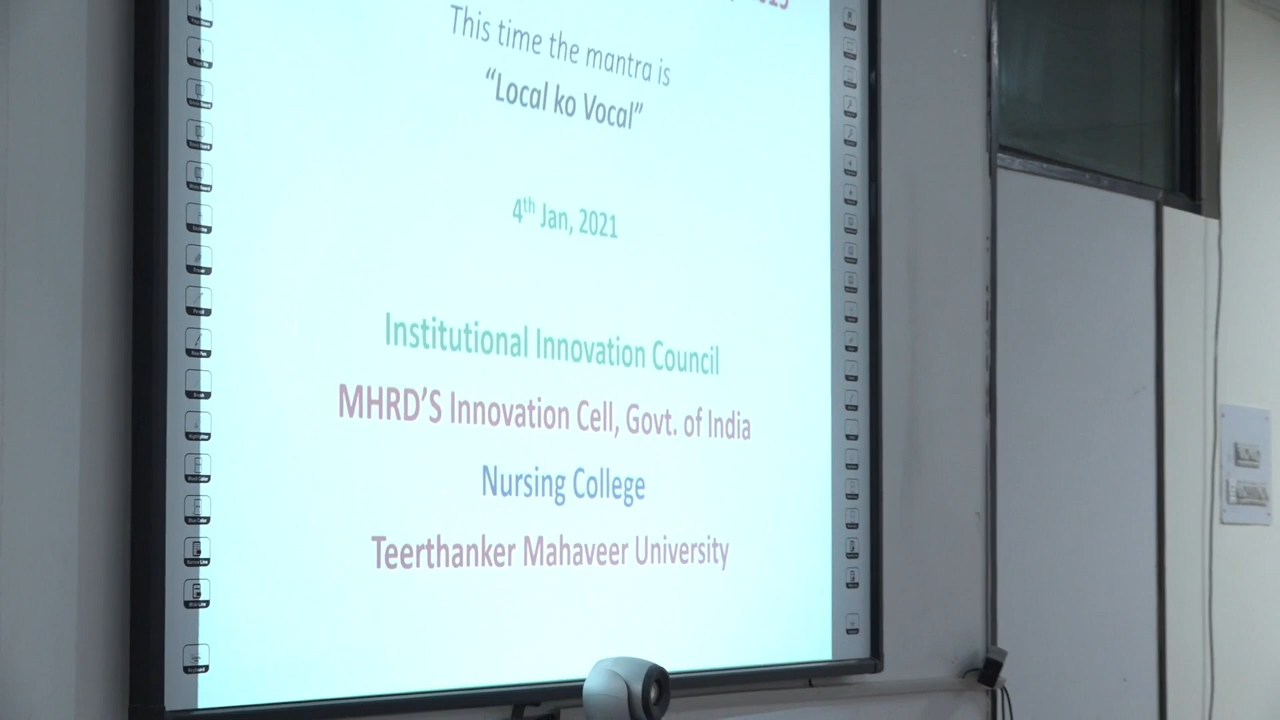 This time the mantra is
“Local ko Vocal”
4th Jan, 2021
Institutional Innovation Council
MHRD’S Innovation Cell, Govt. of India
Nursing College
Teerthanker Mahaveer University